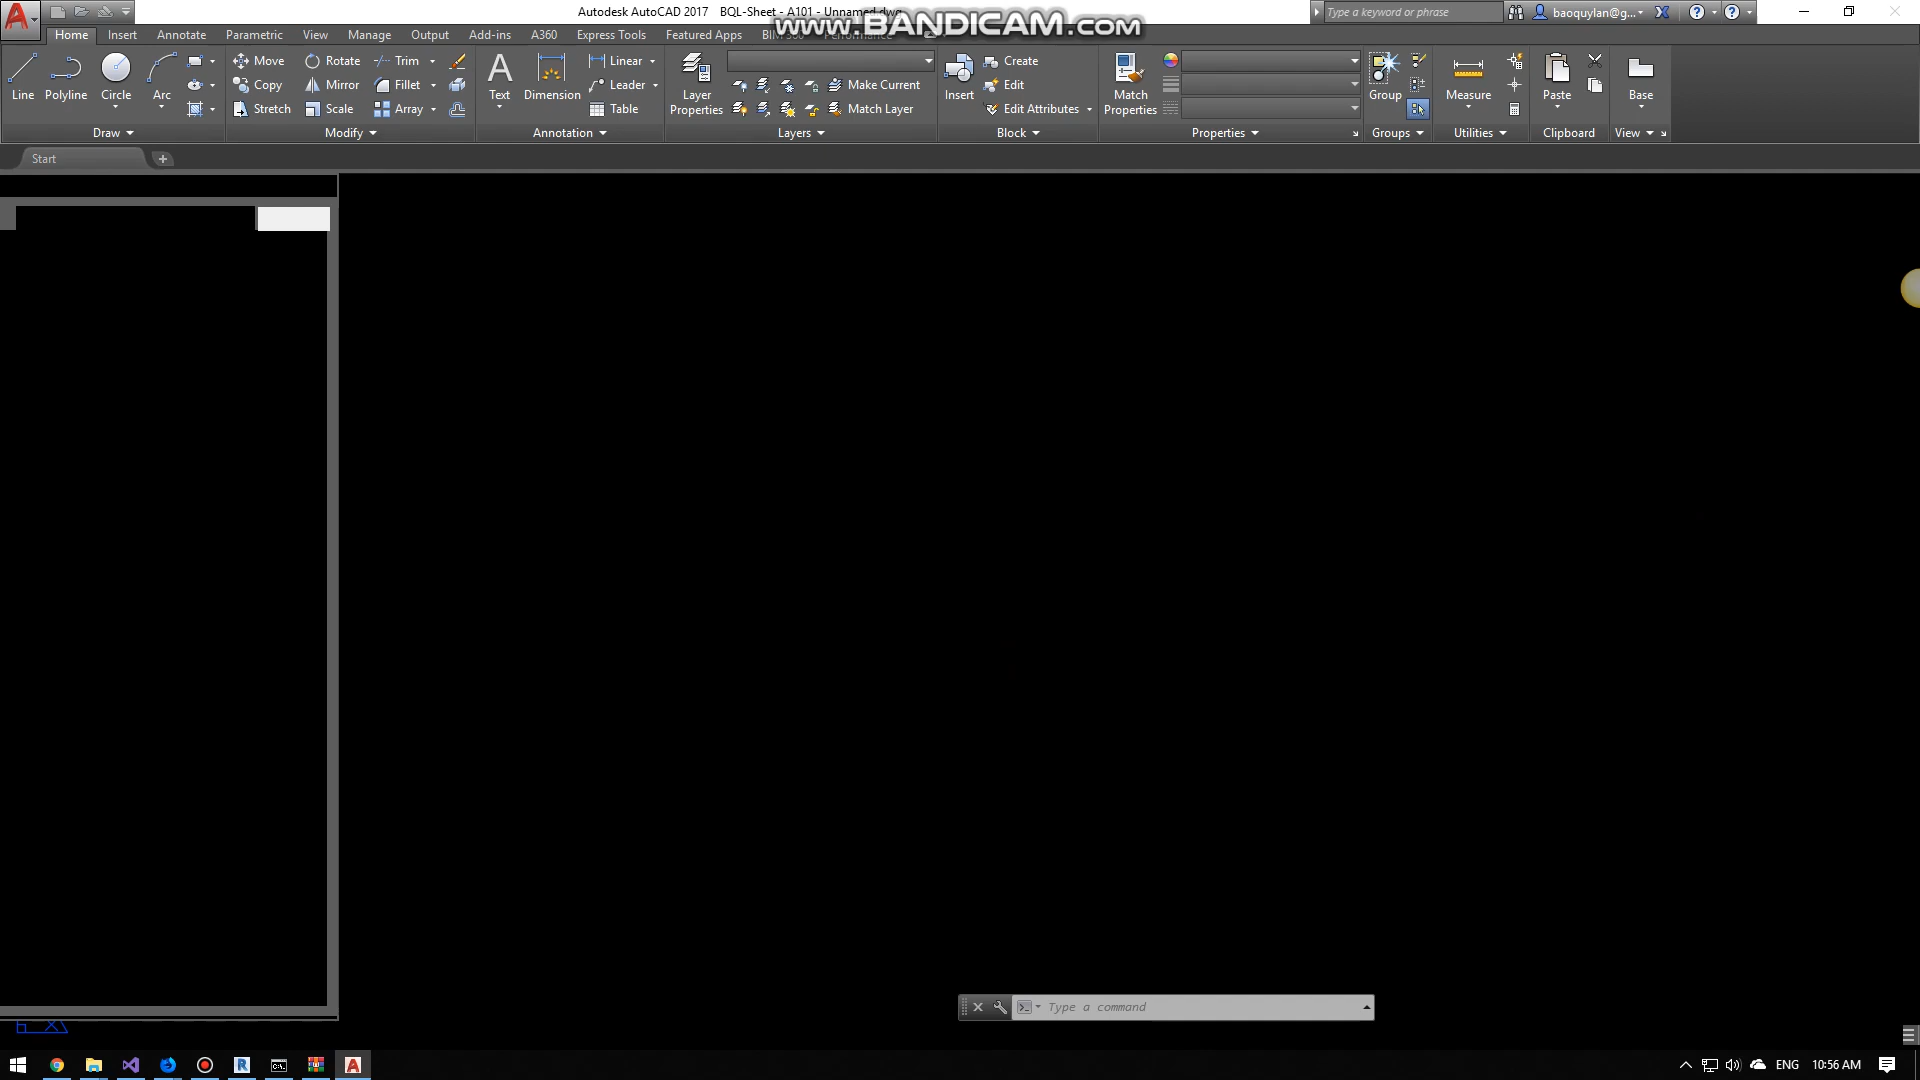 Autodesk AutoCAD 2017 BQL-Sheet - A101 - Unnamed.dwg
www.BANDICAM.com
Type a keyword or phrase
baoquylan@g...
Home Insert Annotate Parametric View Manage Output Add-ins A360 Express Tools Featured Apps BIM 360 Performance
Line Polyline Circle Arc
Move Rotate Trim
Copy Mirror Fillet
Stretch Scale Array
Text Dimension
Linear
Leader
Table
Layer Properties
Make Current
Match Layer
Insert
Create
Edit
Edit Attributes
Match Properties
Group
Measure
Paste
Base
Draw Modify Annotation Layers Block Properties Groups Utilities Clipboard View
Start
Type a command
ENG 10:56 AM